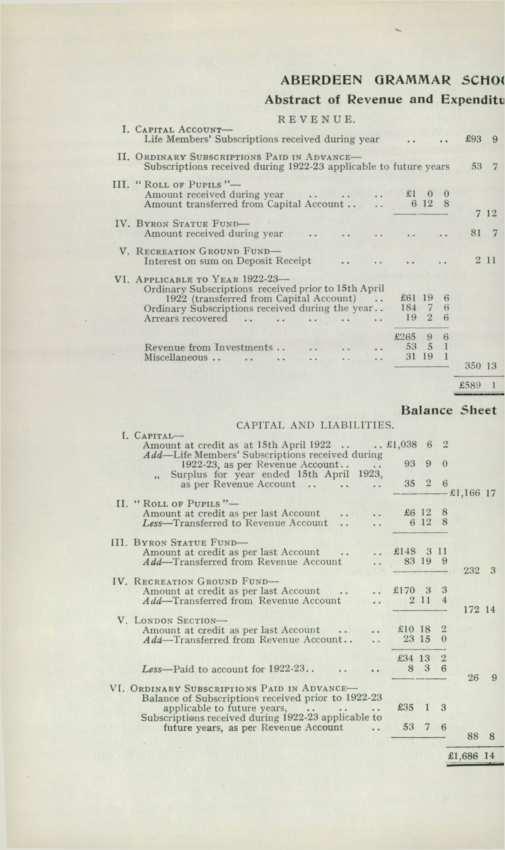 ABERDEEN GRAMMAR SCHOO
Abstract of Revenue and Expenditu
REVENUE.
I. CAPITAL ACCOUNT—
Life Members' Subscriptions received during year .. .. £93 9
II. ORDINARY SUBSCRIPTIONS PAID IN ADVANCE—
Subscriptions received during 1922-23 applicable to future years 53 7
III. "ROLL OF PUPILS"—
Amount received during year .. .. .. £1 0 0
Amount transferred from Capital Account .. .. 6 12 8
7 12
IV. BYRON STATUE FUND—
Amount received during year .. .. .. .. .. 81 7
V. RECREATION GROUND FUND—
Interest on sum on Deposit Receipt .. .. .. .. 2 11
VI. APPLICABLE TO YEAR 1922-23—
Ordinary Subscriptions received prior to 15th April
1922 (transferred from Capital Account) .. £61 19 6
Ordinary Subscriptions received during the year .. 184 7 6
Arrears recovered .. .. .. .. .. 19 2 6
£265 9 6
Revenue from Investments .. .. .. .. 53 5 1
Miscellaneous .. .. .. .. .. .. 31 19 1
350 13
£589 1
Balance Sheet
CAPITAL AND LIABILITIES.
I. CAPITAL—
Amount at credit as at 15th April 1922 .. .. £1,038 6 2
Add—Life Members' Subscriptions received during
1922-23, as per Revenue Account .. .. 93 9 0
„ Surplus for year ended 15th April 1923,
as per Revenue Account .. .. .. 35 2 6
£1,166 17
II. "ROLL OF PUPILS"—
Amount at credit as per last Account .. .. £6 12 8
Less—Transferred to Revenue Account .. .. 6 12 8
III. BYRON STATUE FUND—
Amount at credit as per last Account .. .. £148 3 11
Add—Transferred from Revenue Account .. 83 19 9
232 3
IV. RECREATION GROUND FUND—
Amount at credit as per last Account .. .. £170 3 3
Add—Transferred from Revenue Account .. 2 11 4
172 14
V. LONDON SECTION—
Amount at credit as per last Account .. .. £10 18 2
Add—Transferred from Revenue Account .. .. 23 15 0
£34 13 2
Less—Paid to account for 1922-23 .. .. .. 8 3 6
26 9
VI. ORDINARY SUBSCRIPTIONS PAID IN ADVANCE—
Balance of Subscriptions received prior to 1922-23
applicable to future years, .. .. .. £35 1 3
Subscriptions received during 1922-23 applicable to
future years, as per Revenue Account .. 53 7 6
88 8
£1,686 14